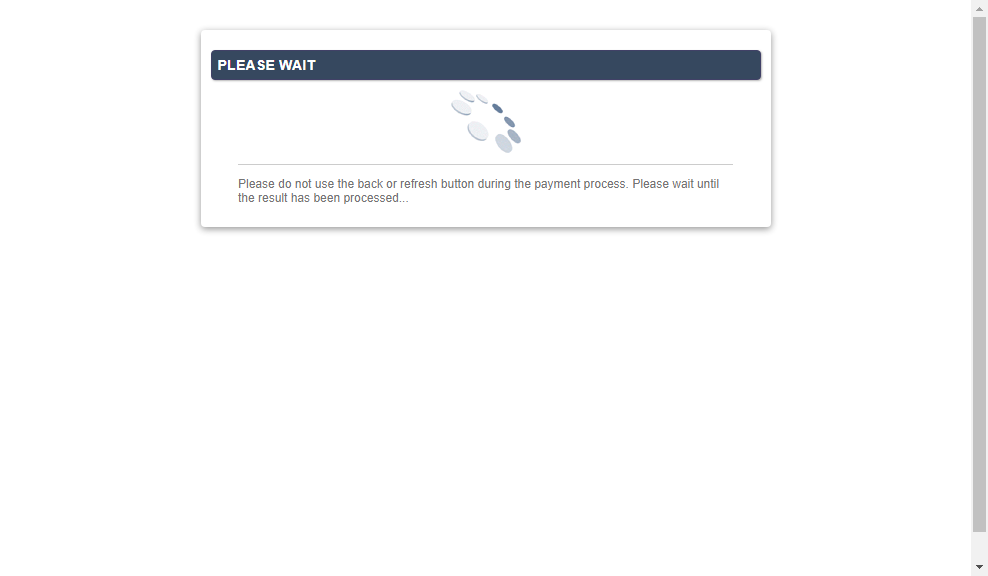 PLEASE WAIT
Please do not use the back or refresh button during the payment process. Please wait until
the result has been processed...